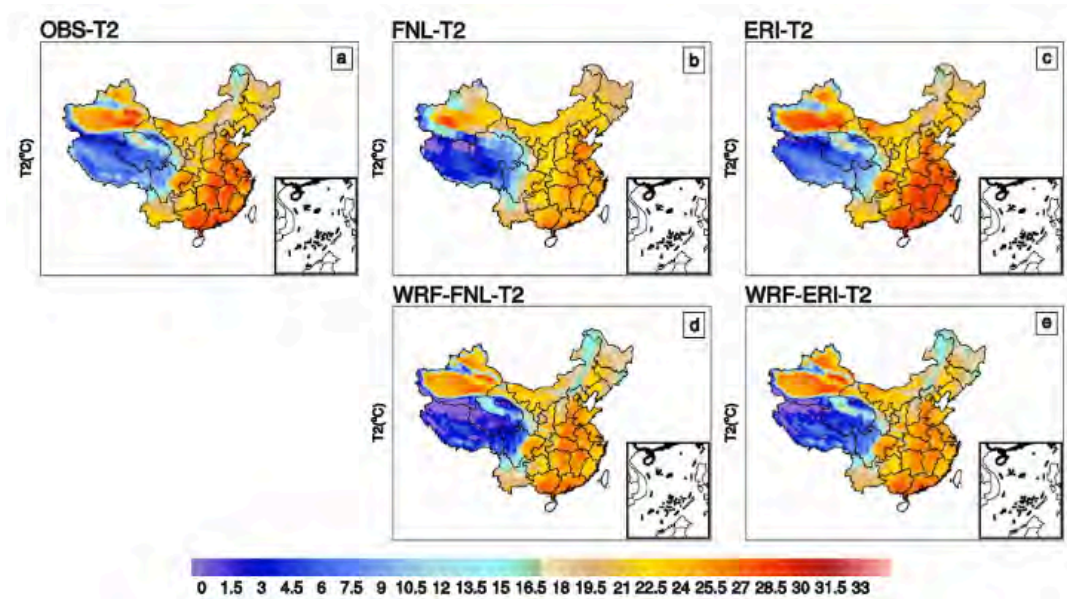 OBS-T2
FNL-T2
ERI-T2
a
b
c
T2(°C)
T2(°C)
T2(°C)
WRF-FNL-T2
WRF-ERI-T2
d
e
T2(°C)
T2(°C)
0 1.5 3 4.5 6 7.5 9 10.5 12 13.5 15 16.5 18 19.5 21 22.5 24 25.5 27 28.5 30 31.5 33